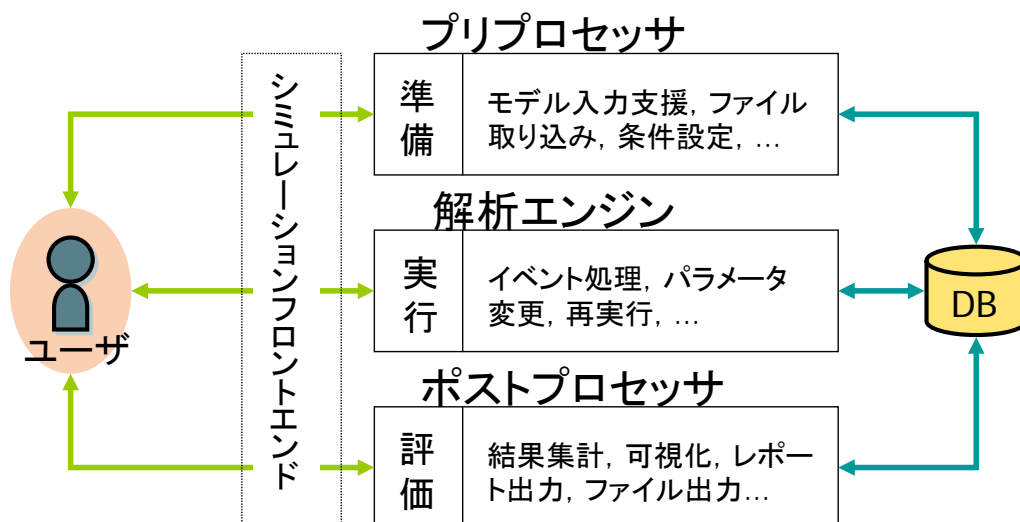 プリプロセッサ
準備
モデル入力支援, ファイル
取り込み, 条件設定, …
シミュレーションフロントエンド
解析エンジン
実行
イベント処理, パラメータ
変更, 再実行, …
ユーザ
DB
ポストプロセッサ
評価
結果集計, 可視化, レポー
ト出力, ファイル出力…